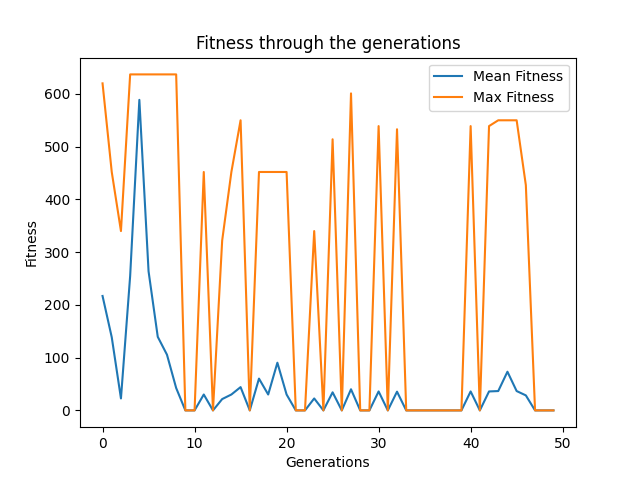 Fitness through the generations
Mean Fitness
Max Fitness
600
500
400
300
200
100
0
Fitness
0
10
20
30
40
50
Generations